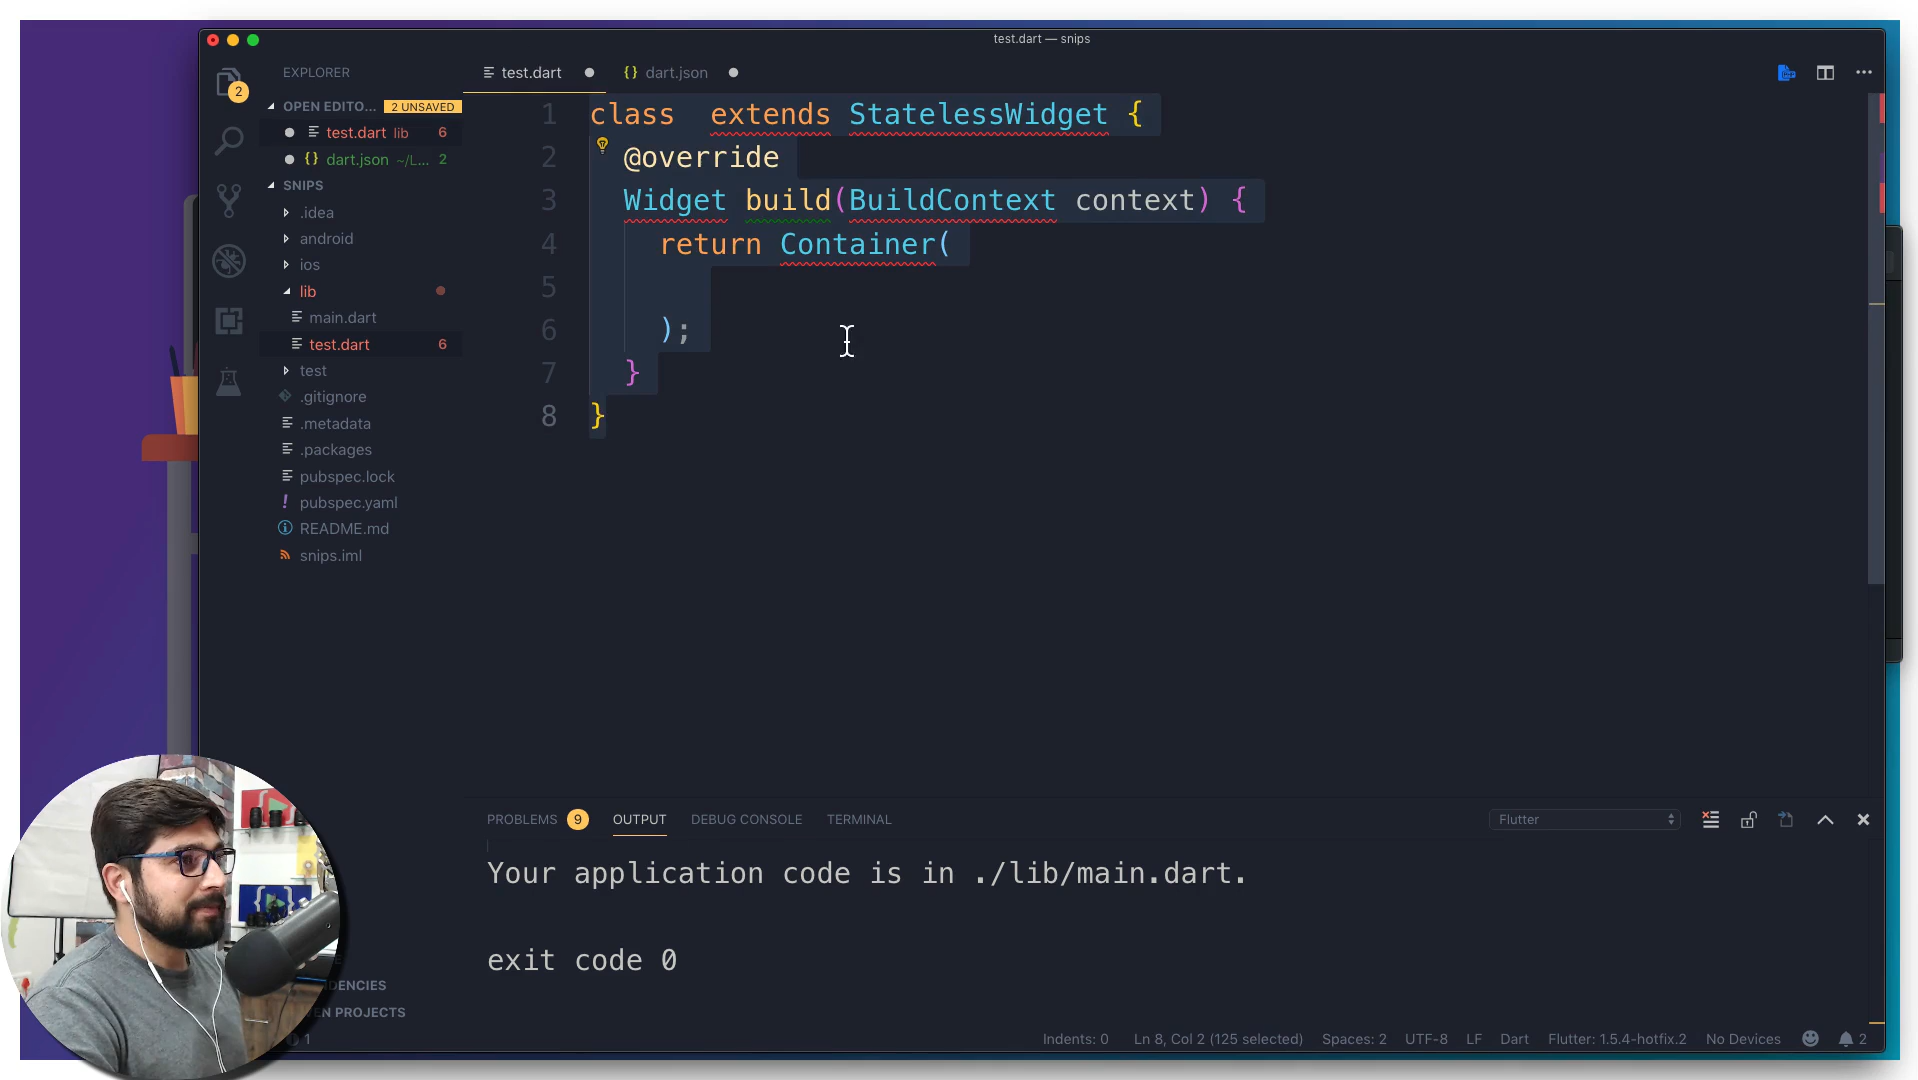 test.dart — snips
EXPLORER
test.dart
{} dart.json
2
OPEN EDITO... 2 UNSAVED
test.dart lib 6
{} dart.json ~/L... 2
SNIPS
.idea
android
ios
lib
main.dart
test.dart 6
test
.gitignore
.metadata
.packages
pubspec.lock
! pubspec.yaml
README.md
snips.iml
1 class  extends StatelessWidget {
2 @override
3 Widget build(BuildContext context) {
4 return Container(
5
6 );
7 }
8 }
PROBLEMS 9 OUTPUT DEBUG CONSOLE TERMINAL
Flutter
Your application code is in ./lib/main.dart.
exit code 0
NDENCIES
EN PROJECTS
1
Indents: 0 Ln 8, Col 2 (125 selected) Spaces: 2 UTF-8 LF Dart Flutter: 1.5.4-hotfix.2 No Devices 2